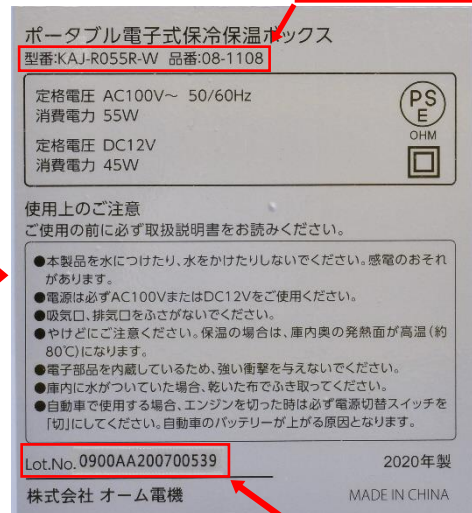 ポータブル電子式保冷保温ボックス
型番:KAJ-R055R-W 品番:08-1108
定格電圧 AC100V～ 50/60Hz
消費電力 55W
定格電圧 DC12V
消費電力 45W
PS
E
OHM
使用上のご注意
ご使用の前に必ず取扱説明書をお読みください。
●本製品を水につけたり、水をかけたりしないでください。感電のおそれ
があります。
●電源は必ずAC100VまたはDC12Vをご使用ください。
●吸気口、排気口をふさがないでください。
●やけどにご注意ください。保温の場合は、庫内奥の発熱面が高温(約
80℃)になります。
●電子部品を内蔵しているため、強い衝撃を与えないでください。
●庫内に水がついていた場合、乾いた布でふき取ってください。
●自動車で使用する場合、エンジンを切った時は必ず電源切替スイッチを
「切」にしてください。自動車のバッテリーが上がる原因となります。
Lot.No. 0900AA200700539 2020年製
株式会社 オーム電機 MADE IN CHINA